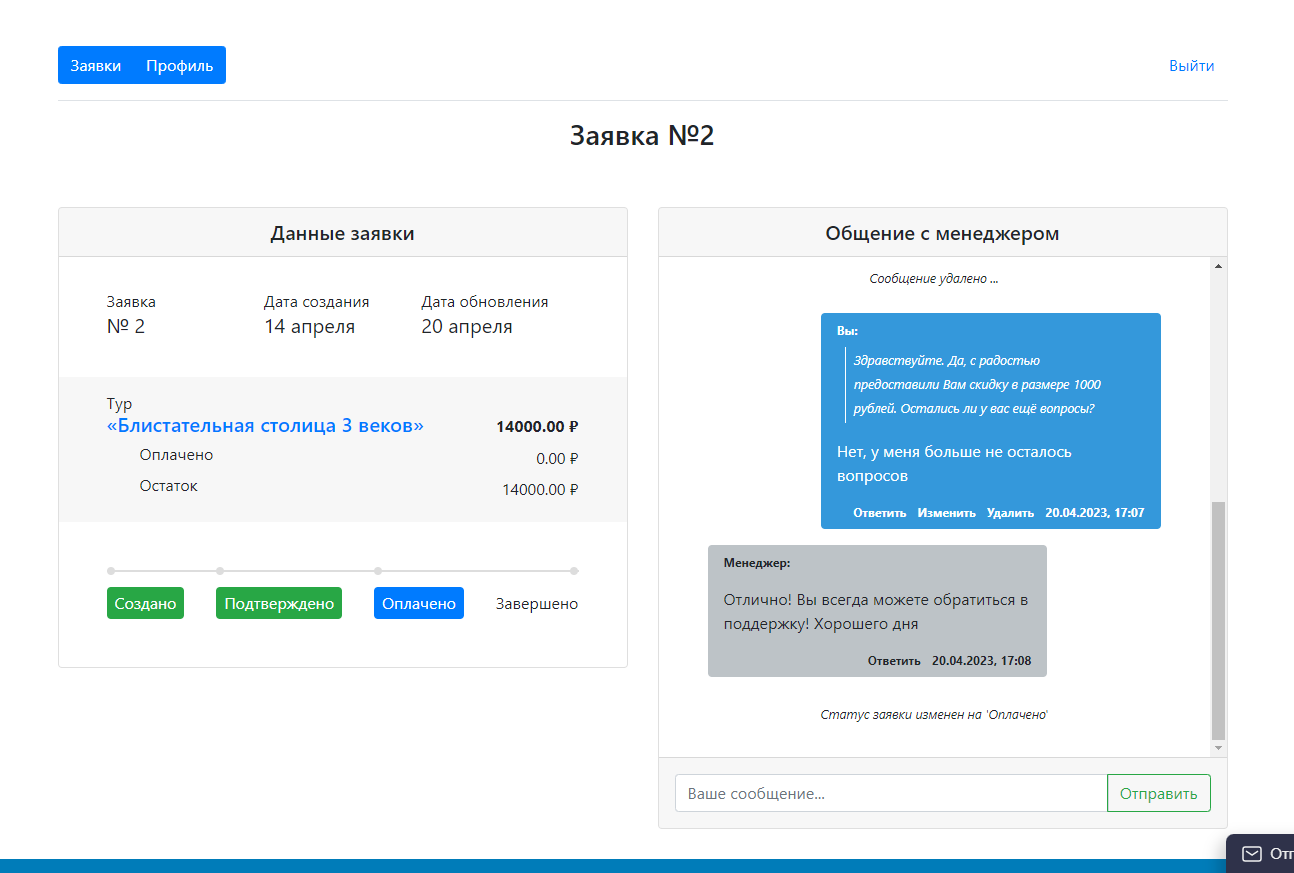 Заявки Профиль Выйти
Заявка №2
Данные заявки
Заявка Дата создания Дата обновления
№ 2 14 апреля 20 апреля
Тур
«Блистательная столица 3 веков» 14000.00 ₽
Оплачено 0.00 ₽
Остаток 14000.00 ₽
Создано Подтверждено Оплачено Завершено
Общение с менеджером
Сообщение удалено ...
Вы:
Здравствуйте. Да, с радостью
предоставили Вам скидку в размере 1000
рублей. Остались ли у вас ещё вопросы?
Нет, у меня больше не осталось
вопросов
Ответить Изменить Удалить 20.04.2023, 17:07
Менеджер:
Отлично! Вы всегда можете обратиться в
поддержку! Хорошего дня
Ответить 20.04.2023, 17:08
Статус заявки изменен на 'Оплачено'
Ваше сообщение... Отправить